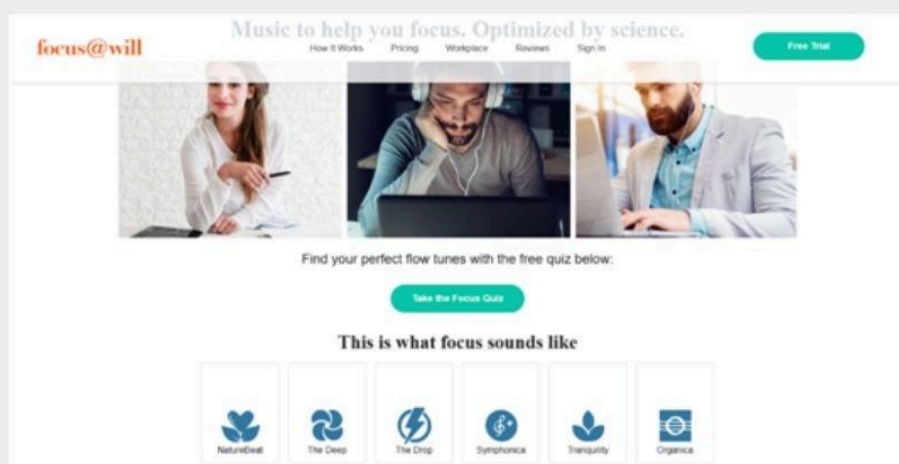 Music to help you focus. Optimized by science.
focus@will
How It Works Pricing Workplace Reviews Sign In
Free Trial
Find your perfect flow tunes with the free quiz below:
Take the Focus Quiz
This is what focus sounds like
NatureBeat The Deep The Drop Symphonica Tranquility Organica